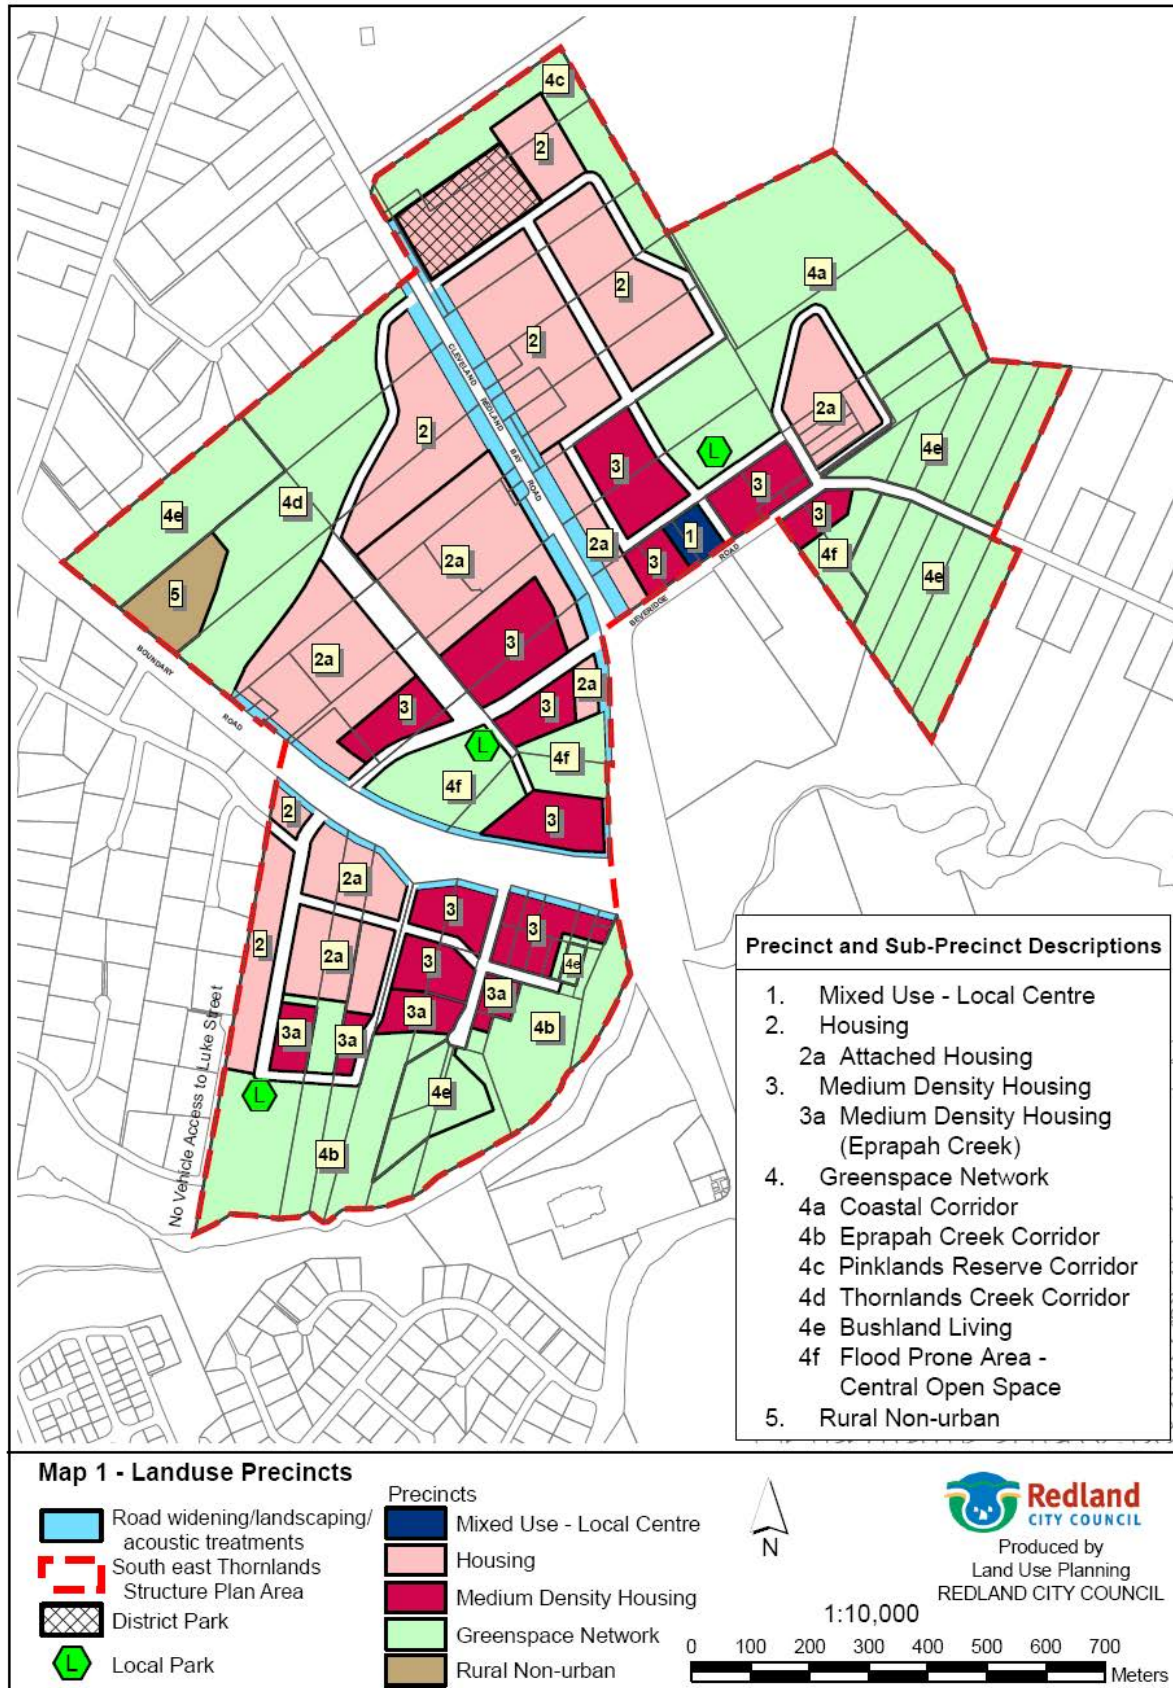 4c
2
4a
2
2
2a
2
4e
L
3
3
4d
4e
3
1
2a
2a
3
4f
4e
5
CLEVELAND REDLAND BAY ROAD
BEVERIDGE ROAD
3
2a
2a
3
3
BOUNDARY ROAD
L
4f
4f
3
2
2a
3
3
2
2a
3
4e
3a
3a
4b
3a
3a
4e
L
4b
No Vehicle Access to Luke Street
Precinct and Sub-Precinct Descriptions
1. Mixed Use - Local Centre
2. Housing
2a Attached Housing
3. Medium Density Housing
3a Medium Density Housing
(Eprapah Creek)
4. Greenspace Network
4a Coastal Corridor
4b Eprapah Creek Corridor
4c Pinklands Reserve Corridor
4d Thornlands Creek Corridor
4e Bushland Living
4f Flood Prone Area -
Central Open Space
5. Rural Non-urban
Map 1 - Landuse Precincts
Road widening/landscaping/
acoustic treatments
South east Thornlands
Structure Plan Area
District Park
L Local Park
Precincts
Mixed Use - Local Centre
Housing
Medium Density Housing
Greenspace Network
Rural Non-urban
N
Redland
CITY COUNCIL
Produced by
Land Use Planning
REDLAND CITY COUNCIL
1:10,000
0 100 200 300 400 500 600 700
Meters